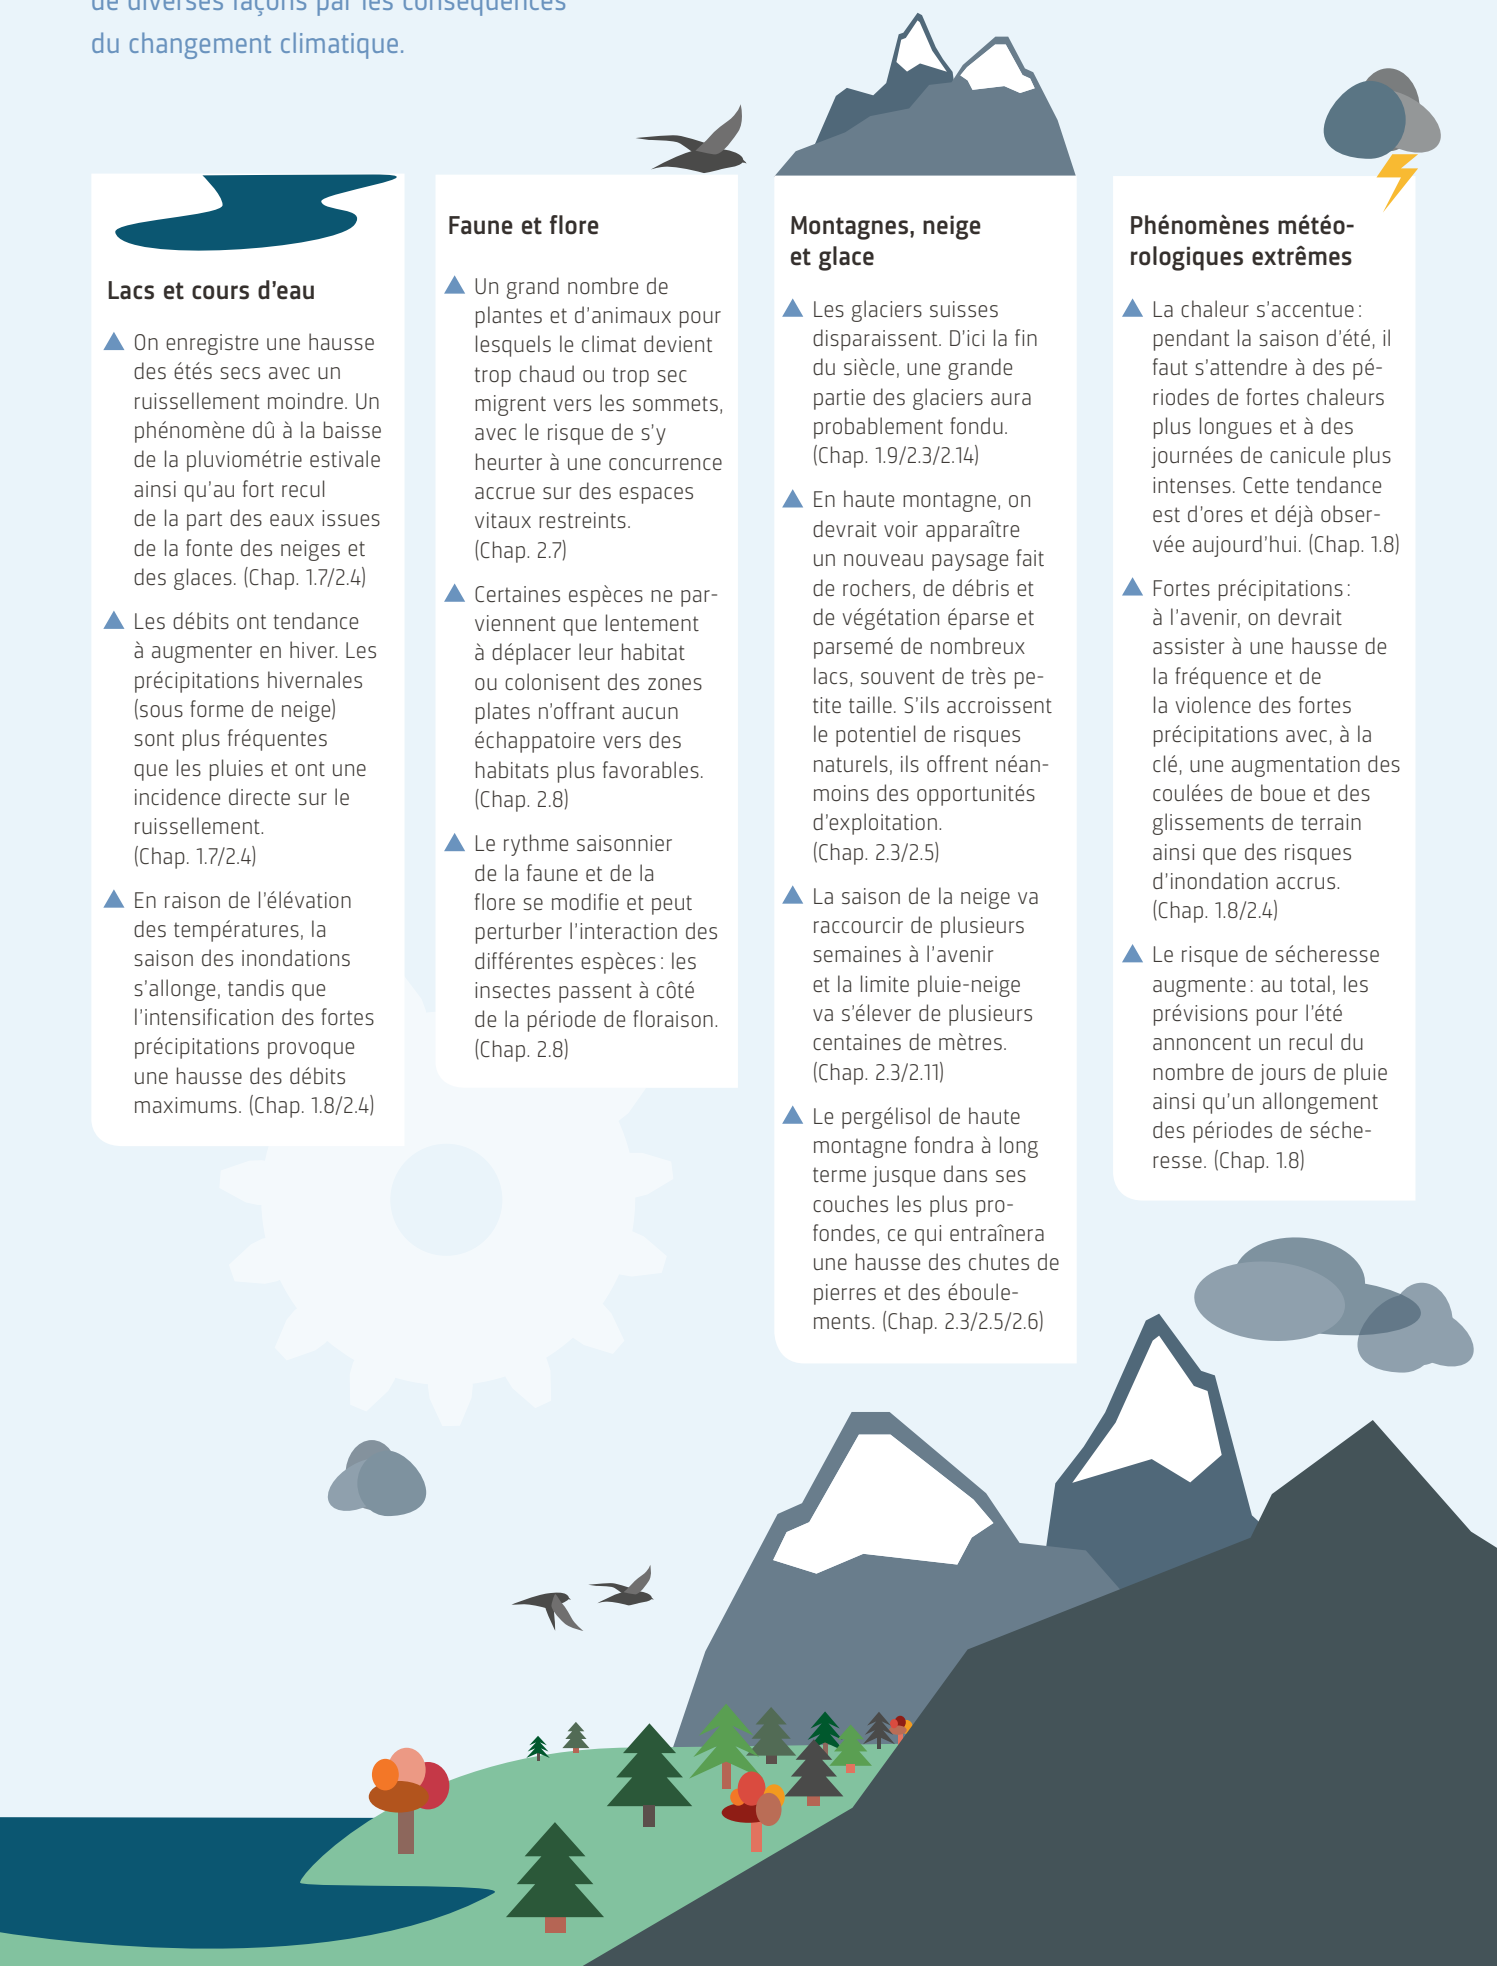 de diverses façons par les conséquences
du changement climatique.
Lacs et cours d’eau
On enregistre une hausse
des étés secs avec un
ruissellement moindre. Un
phénomène dû à la baisse
de la pluviométrie estivale
ainsi qu’au fort recul
de la part des eaux issues
de la fonte des neiges et
des glaces. (Chap. 1.7/2.4)
Les débits ont tendance
à augmenter en hiver. Les
précipitations hivernales
(sous forme de neige)
sont plus fréquentes
que les pluies et ont une
incidence directe sur le
ruissellement.
(Chap. 1.7/2.4)
En raison de l’élévation
des températures, la
saison des inondations
s’allonge, tandis que
l’intensification des fortes
précipitations provoque
une hausse des débits
maximums. (Chap. 1.8/2.4)
Faune et flore
Un grand nombre de
plantes et d’animaux pour
lesquels le climat devient
trop chaud ou trop sec
migrent vers les sommets,
avec le risque de s’y
heurter à une concurrence
accrue sur des espaces
vitaux restreints.
(Chap. 2.7)
Certaines espèces ne par-
viennent que lentement
à déplacer leur habitat
ou colonisent des zones
plates n’offrant aucun
échappatoire vers des
habitats plus favorables.
(Chap. 2.8)
Le rythme saisonnier
de la faune et de la
flore se modifie et peut
perturber l’interaction des
différentes espèces : les
insectes passent à côté
de la période de floraison.
(Chap. 2.8)
Montagnes, neige
et glace
Les glaciers suisses
disparaissent. D’ici la fin
du siècle, une grande
partie des glaciers aura
probablement fondu.
(Chap. 1.9/2.3/2.14)
En haute montagne, on
devrait voir apparaître
un nouveau paysage fait
de rochers, de débris et
de végétation éparse et
parsemé de nombreux
lacs, souvent de très pe-
tite taille. S’ils accroissent
le potentiel de risques
naturels, ils offrent néan-
moins des opportunités
d’exploitation.
(Chap. 2.3/2.5)
La saison de la neige va
raccourcir de plusieurs
semaines à l’avenir
et la limite pluie-neige
va s’élever de plusieurs
centaines de mètres.
(Chap. 2.3/2.11)
Le pergélisol de haute
montagne fondra à long
terme jusque dans ses
couches les plus pro-
fondes, ce qui entraînera
une hausse des chutes de
pierres et des éboule-
ments. (Chap. 2.3/2.5/2.6)
Phénomènes météo-
rologiques extrêmes
La chaleur s’accentue :
pendant la saison d’été, il
faut s’attendre à des pé-
riodes de fortes chaleurs
plus longues et à des
journées de canicule plus
intenses. Cette tendance
est d’ores et déjà obser-
vée aujourd’hui. (Chap. 1.8)
Fortes précipitations :
à l’avenir, on devrait
assister à une hausse de
la fréquence et de
la violence des fortes
précipitations avec, à la
clé, une augmentation des
coulées de boue et des
glissements de terrain
ainsi que des risques
d’inondation accrus.
(Chap. 1.8/2.4)
Le risque de sécheresse
augmente : au total, les
prévisions pour l’été
annoncent un recul du
nombre de jours de pluie
ainsi qu’un allongement
des périodes de séche-
resse. (Chap. 1.8)